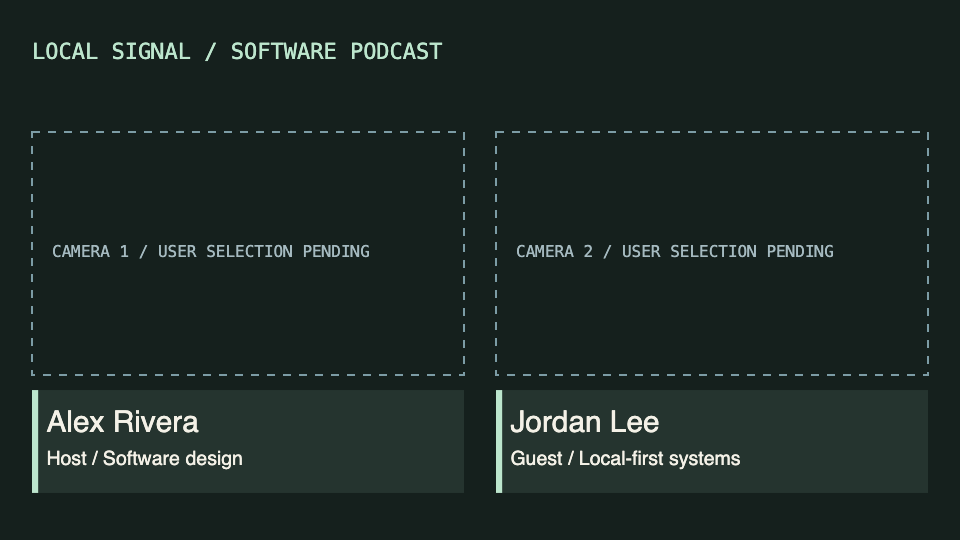 LOCAL SIGNAL / SOFTWARE PODCAST
CAMERA 1 / USER SELECTION PENDING
CAMERA 2 / USER SELECTION PENDING
Alex Rivera
Host / Software design
Jordan Lee
Guest / Local-first systems